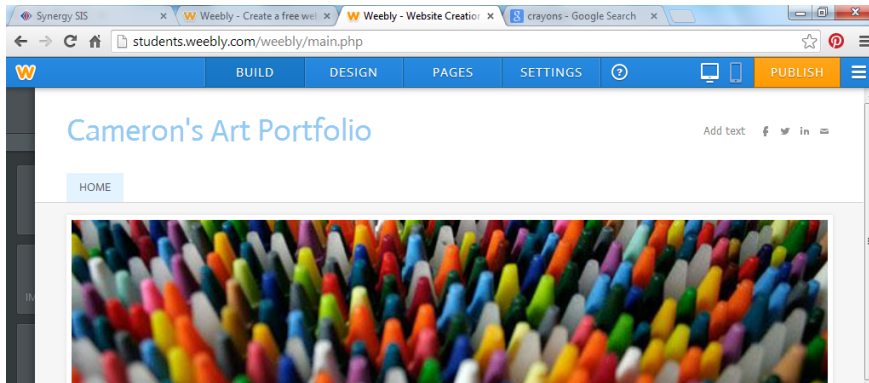 Synergy SIS
Weebly - Create a free wel
Weebly - Website Creation
crayons - Google Search
students.weebly.com/weebly/main.php
BUILD
DESIGN
PAGES
SETTINGS
PUBLISH
Cameron's Art Portfolio
Add text
HOME
IM